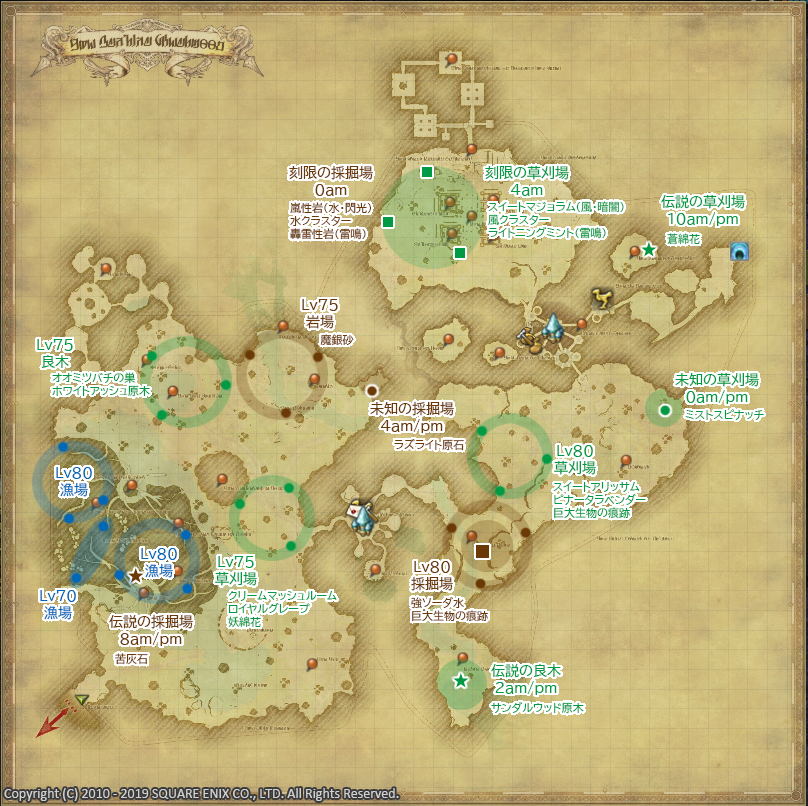 刻限の採掘場
0am
嵐性岩(水・閃光)
水クラスター
轟雷性岩(雷鳴)
刻限の草刈場
4am
スイートマジョラム(風・暗闇)
風クラスター
ライトニングミント(雷鳴)
伝説の草刈場
10am/pm
蒼綿花
Lv75
岩場
魔銀砂
Lv75
良木
オオミツバチの巣
ホワイトアッシュ原木
未知の採掘場
4am/pm
ラズライト原石
未知の草刈場
0am/pm
ミストスピナッチ
Lv80
草刈場
スイートアリッサム
ピナータラベンダー
巨大生物の痕跡
Lv80
漁場
Lv80
漁場
Lv70
漁場
Lv75
草刈場
クリームマッシュルーム
ロイヤルグレープ
妖綿花
Lv80
採掘場
強ソーダ水
巨大生物の痕跡
伝説の採掘場
8am/pm
苦灰石
伝説の良木
2am/pm
サンダルウッド原木
Copyright (C) 2010 - 2019 SQUARE ENIX CO., LTD. All Rights Reserved.